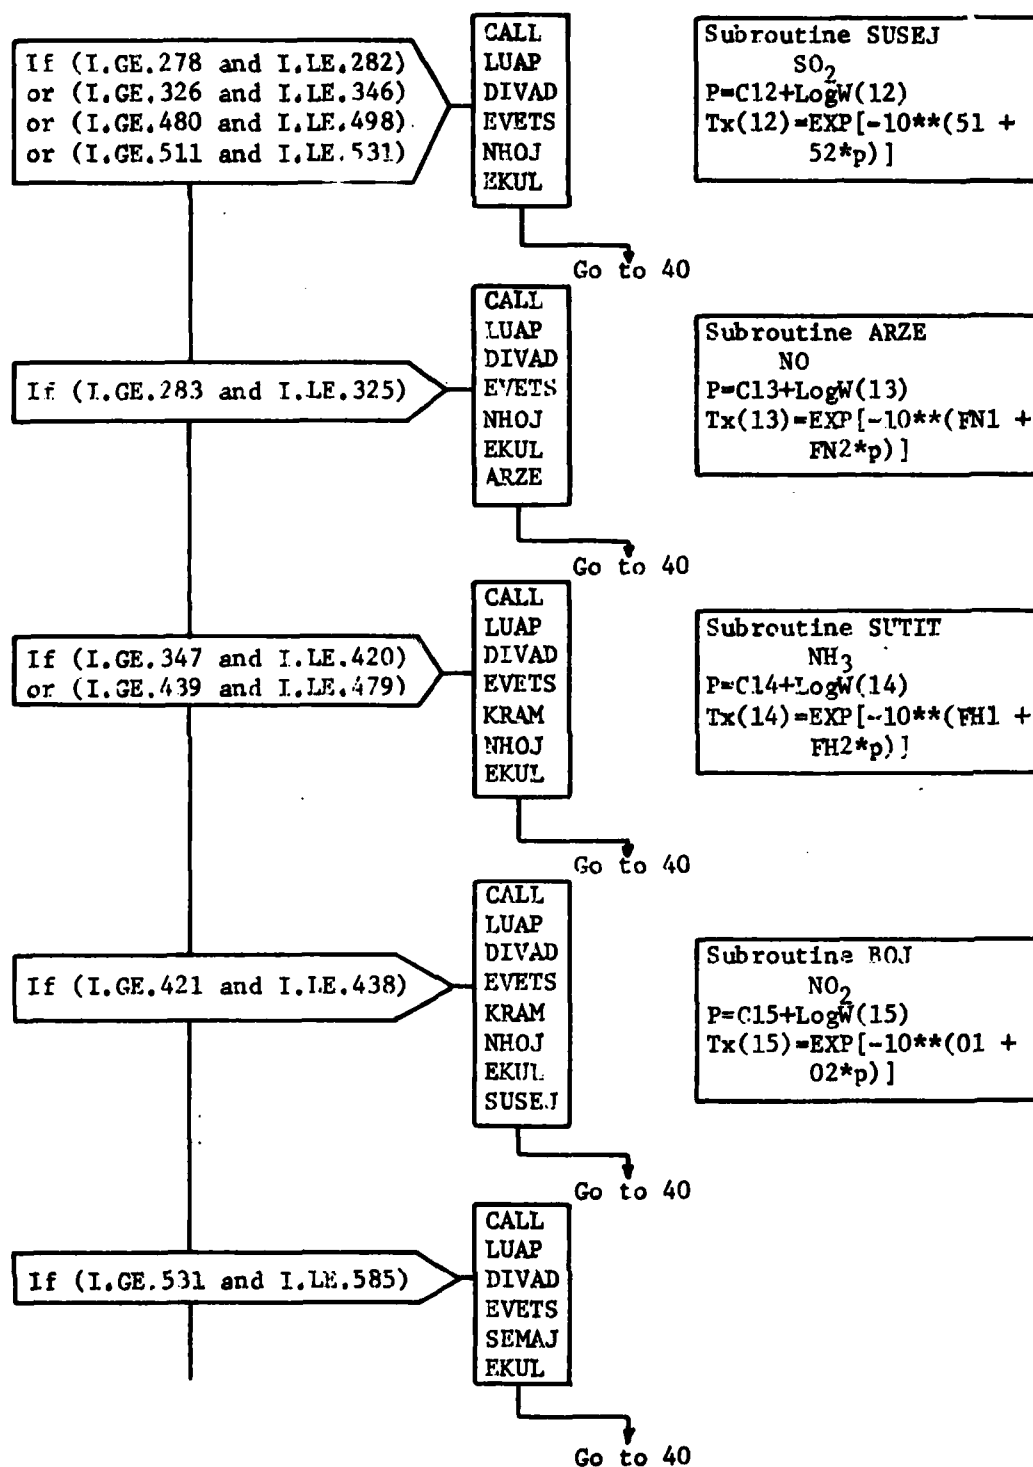 If (I.GE.278 and I.LE.282)
or (I.GE.326 and I.LE.346)
or (I.GE.480 and I.LE.498)
or (I.GE.511 and I.LE.531)
CALL
LUAP
DIVAD
EVETS
NHOJ
EKUL
Go to 40
Subroutine SUSEJ
SO2
P=C12+LogW(12)
Tx(12)=EXP[-10**(51 +
52*p)]
If (I.GE.283 and I.LE.325)
CALL
LUAP
DIVAD
EVETS
NHOJ
EKUL
ARZE
Go to 40
Subroutine ARZE
NO
P=C13+LogW(13)
Tx(13)=EXP[-10**(FN1 +
FN2*p)]
If (I.GE.347 and I.LE.420)
or (I.GE.439 and I.LE.479)
CALL
LUAP
DIVAD
EVETS
KRAM
NHOJ
EKUL
Go to 40
Subroutine SUTIT
NH3
P=C14+LogW(14)
Tx(14)=EXP[-10**(FH1 +
FH2*p)]
If (I.GE.421 and I.LE.438)
CALL
LUAP
DIVAD
EVETS
KRAM
NHOJ
EKUL
SUSEJ
Go to 40
Subroutine BOJ
NO2
P=C15+LogW(15)
Tx(15)=EXP[-10**(O1 +
O2*p)]
If (I.GE.531 and I.LE.585)
CALL
LUAP
DIVAD
EVETS
SEMAJ
EKUL
Go to 40